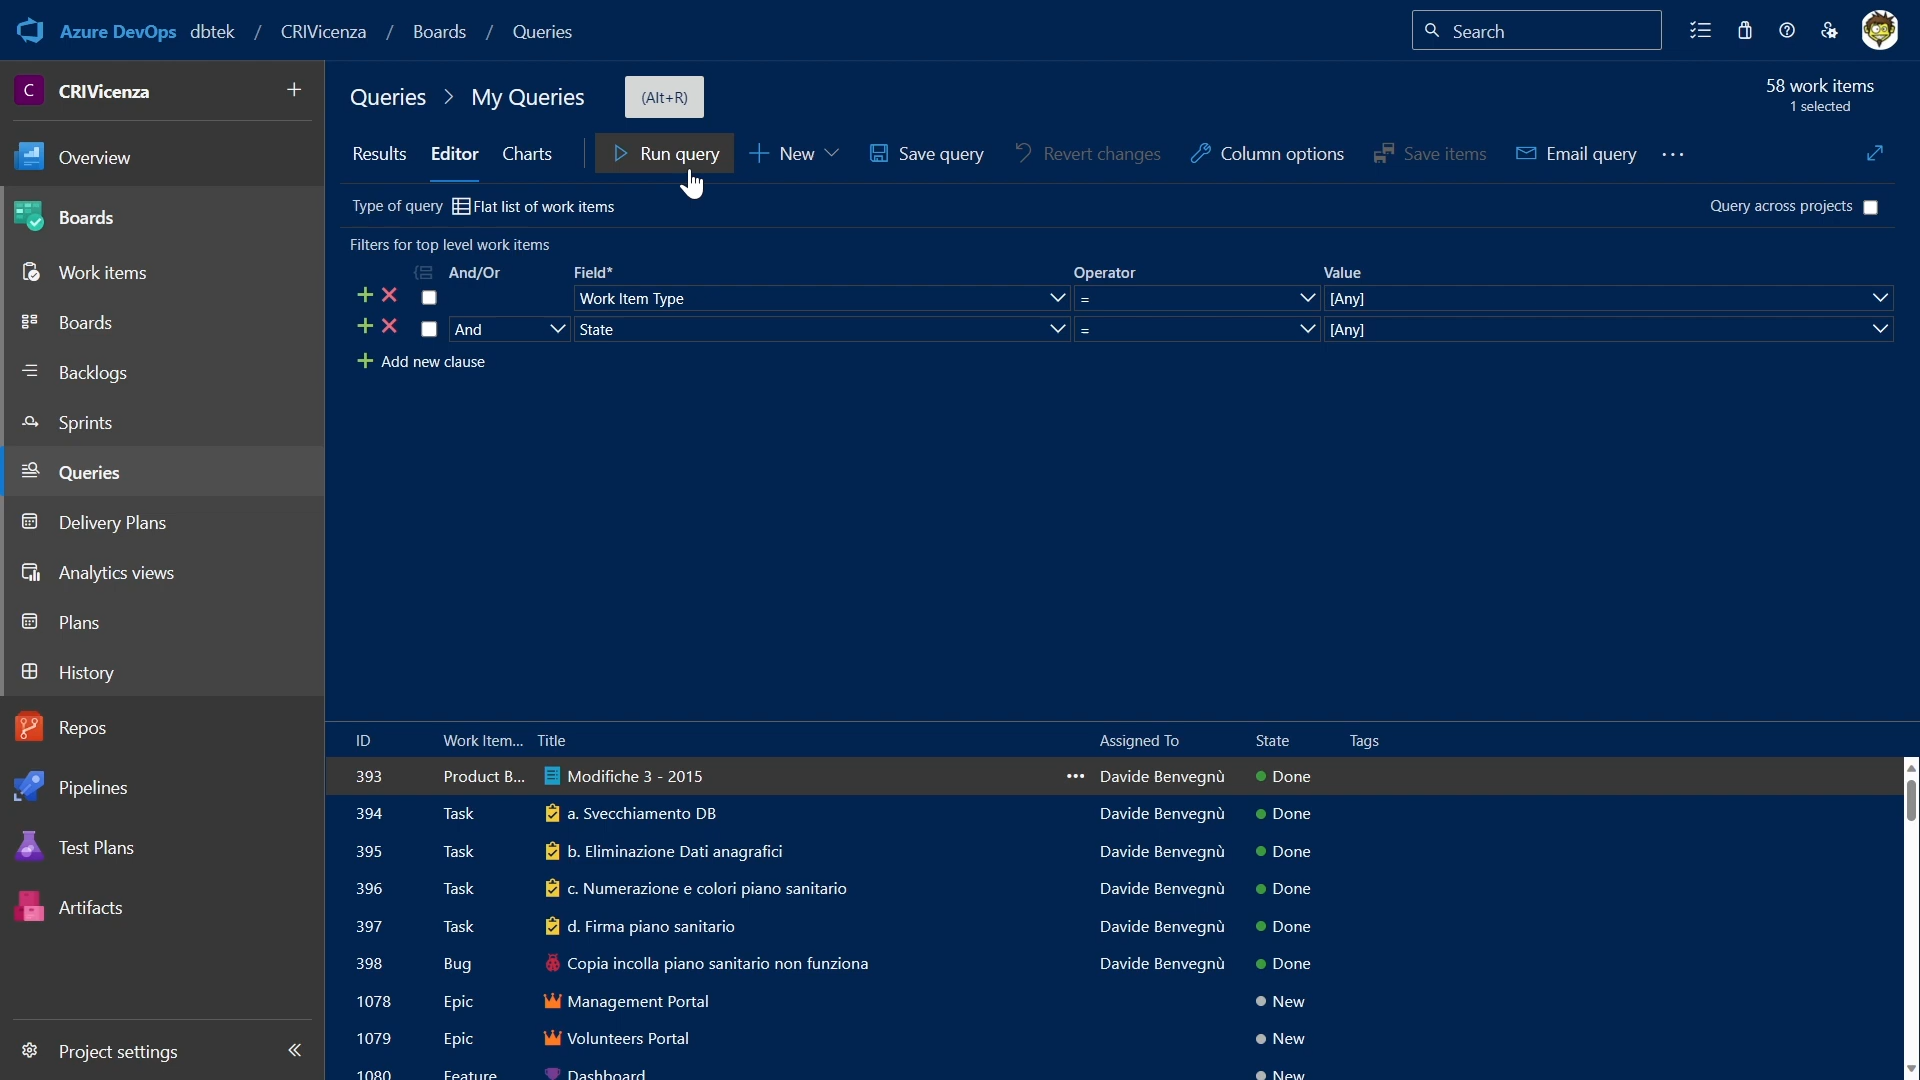 Azure DevOps dbtek / CRIVicenza / Boards / Queries
Search
C CRIVicenza
Overview
Boards
Work items
Boards
Backlogs
Sprints
Queries
Delivery Plans
Analytics views
Plans
History
Repos
Pipelines
Test Plans
Artifacts
Project settings
Queries > My Queries
(Alt+R)
58 work items
1 selected
Results Editor Charts Run query New Save query Revert changes Column options Save items Email query ...
Type of query Flat list of work items
Query across projects
Filters for top level work items
And/Or Field* Operator Value
Work Item Type = [Any]
And State = [Any]
Add new clause
ID Work Item... Title Assigned To State Tags
393 Product B... Modifiche 3 - 2015 ... Davide Benvegnù Done
394 Task a. Svecchiamento DB Davide Benvegnù Done
395 Task b. Eliminazione Dati anagrafici Davide Benvegnù Done
396 Task c. Numerazione e colori piano sanitario Davide Benvegnù Done
397 Task d. Firma piano sanitario Davide Benvegnù Done
398 Bug Copia incolla piano sanitario non funziona Davide Benvegnù Done
1078 Epic Management Portal New
1079 Epic Volunteers Portal New
1080 Feature Dashboard New